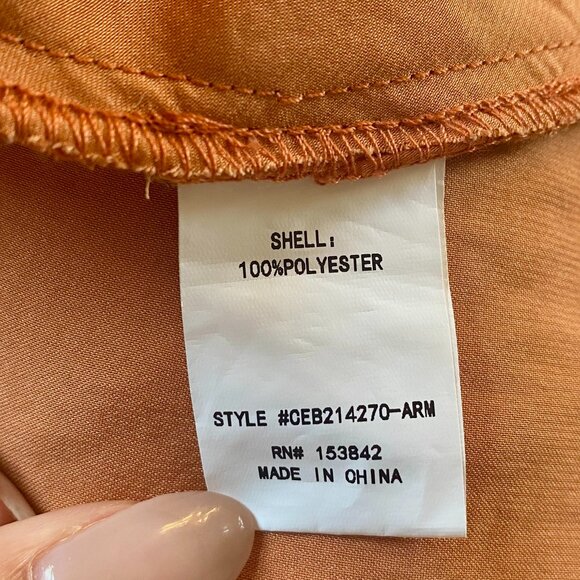 SHELL:
100%POLYESTER
STYLE #CEB214270-ARM
RN# 153842
MADE IN CHINA